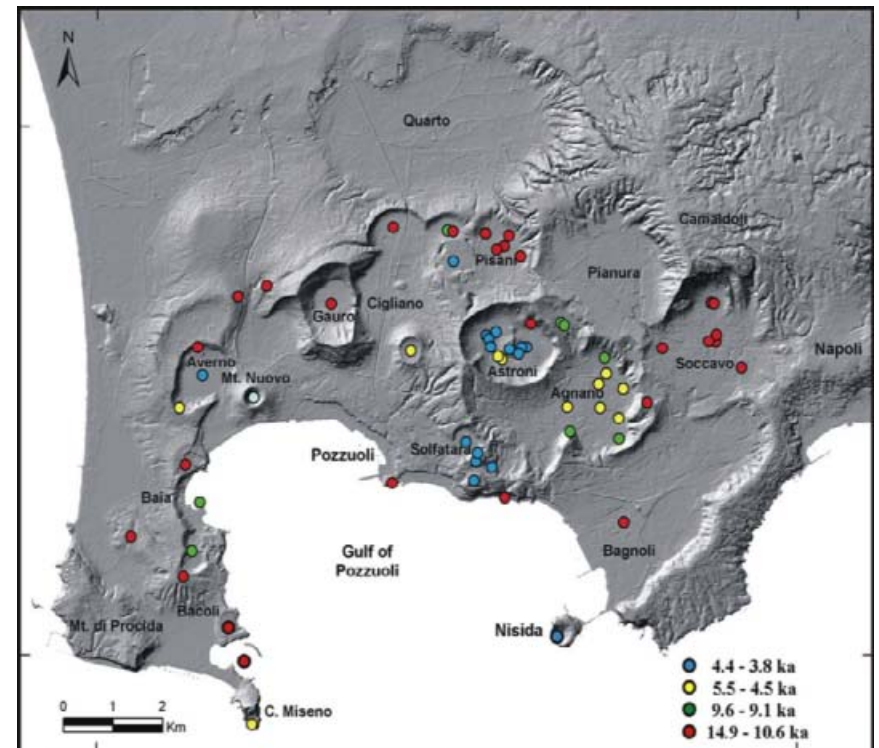 N
Quarto
Camaldoli
Pisani
Pianura
Gauro
Cigliano
Averno
Mt. Nuovo
Astroni
Soccavo
Napoli
Agnano
Pozzuoli
Solfatara
Baia
Gulf of
Pozzuoli
Bagnoli
Bacoli
Mt. di Procida
Nisida
C. Miseno
0 1 2
Km
4.4 - 3.8 ka
5.5 - 4.5 ka
9.6 - 9.1 ka
14.9 - 10.6 ka